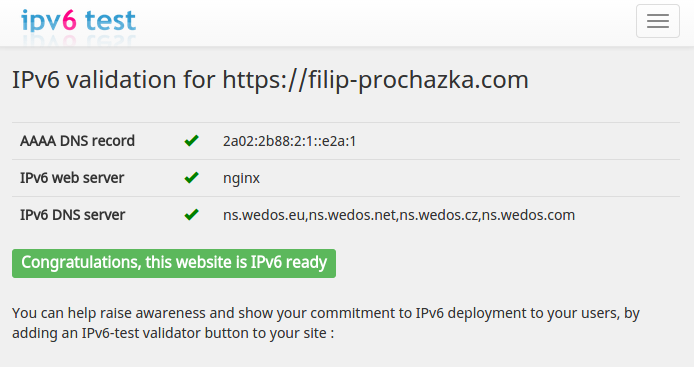 ipv6 test
IPv6 validation for https://filip-prochazka.com
AAAA DNS record 2a02:2b88:2:1::e2a:1
IPv6 web server nginx
IPv6 DNS server ns.wedos.eu,ns.wedos.net,ns.wedos.cz,ns.wedos.com
Congratulations, this website is IPv6 ready
You can help raise awareness and show your commitment to IPv6 deployment to your users, by
adding an IPv6-test validator button to your site :